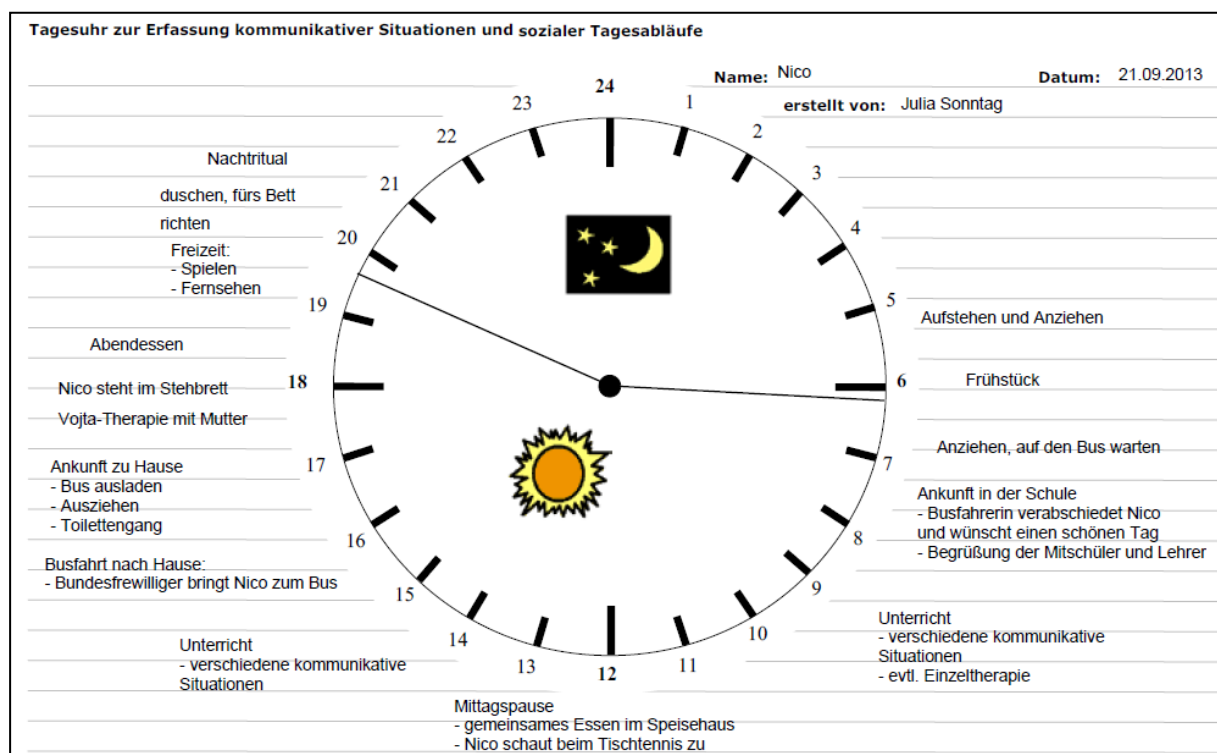 Tagesuhr zur Erfassung kommunikativer Situationen und sozialer Tagesabläufe
Name: Nico
Datum: 21.09.2013
erstellt von: Julia Sonntag
24
1
2
3
4
5
6
7
8
9
10
11
12
13
14
15
16
17
18
19
20
21
22
23
Aufstehen und Anziehen
Frühstück
Anziehen, auf den Bus warten
Ankunft in der Schule
- Busfahrerin verabschiedet Nico
und wünscht einen schönen Tag
- Begrüßung der Mitschüler und Lehrer
Unterricht
- verschiedene kommunikative
Situationen
- evtl. Einzeltherapie
Mittagspause
- gemeinsames Essen im Speisehaus
- Nico schaut beim Tischtennis zu
Unterricht
- verschiedene kommunikative
Situationen
Busfahrt nach Hause:
- Bundesfrewilliger bringt Nico zum Bus
Ankunft zu Hause
- Bus ausladen
- Ausziehen
- Toilettengang
Vojta-Therapie mit Mutter
Nico steht im Stehbrett
Abendessen
Freizeit:
- Spielen
- Fernsehen
duschen, fürs Bett
richten
Nachtritual